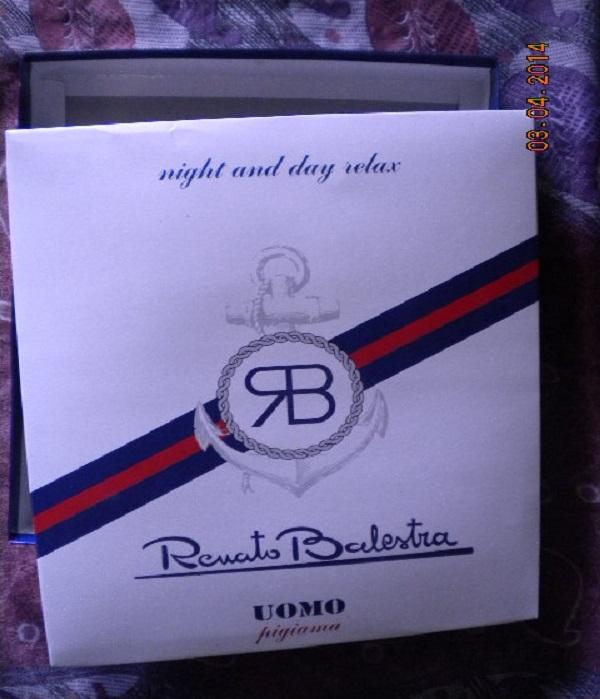 03.04.2014
night and day relax
RB
Renato Balestra
UOMO
pigiama